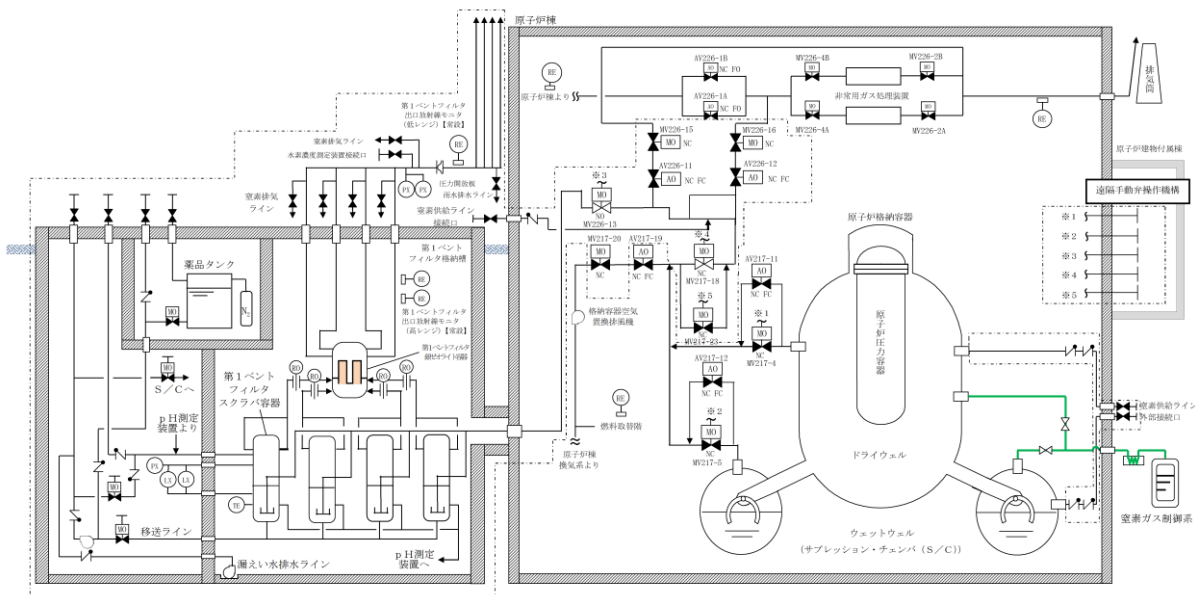 原子炉棟
RE
原子炉棟より
AV226-1B
AO
NC FO
AV226-1A
AO
NC FO
MV226-4B
MO
MV226-2B
MO
非常用ガス処理装置
MO
MV226-4A
MO
MV226-2A
RE
排気筒
第1ベントフィルタ
出口放射線モニタ
(低レンジ)【常設】
RE
窒素排気ライン
水素濃度測定装置接続口
PX
PX
圧力開放板
雨水排水ライン
窒素排気
ライン
窒素供給ライン
接続口
MV226-15
MO
NC
MV226-16
MO
NC
AV226-11
AO
NC FC
AV226-12
AO
NC FC
※3
MO
NO
MV226-13
MV217-20
MO
NC
AV217-19
AO
NC FC
※4
MO
NC
MV217-18
※5
MO
NC
MV217-23
AV217-11
AO
NC FC
※1
MO
NC
MV217-4
AV217-12
AO
NC FC
※2
MO
NC
MV217-5
格納容器空気
置換排風機
RE
燃料取替階
原子炉棟
換気系より
原子炉建物付属棟
遠隔手動弁操作機構
※1
※2
※3
※4
※5
原子炉格納容器
原子炉圧力容器
ドライウェル
ウェットウェル
(サプレッション・チェンバ(S/C))
窒素供給ライン
外部接続口
窒素ガス制御系
薬品タンク
MO
N₂
第1ベント
フィルタ格納槽
RE
RE
第1ベントフィルタ
出口放射線モニタ
(高レンジ)【常設】
第1ベントフィルタ
銀ゼオライト容器
RO
RO
RO
RO
MO
S/Cへ
第1ベント
フィルタ
スクラバ容器
pH測定
装置より
PX
LX
LX
MO
TE
MO
移送ライン
漏えい水排水ライン
pH測定
装置へ